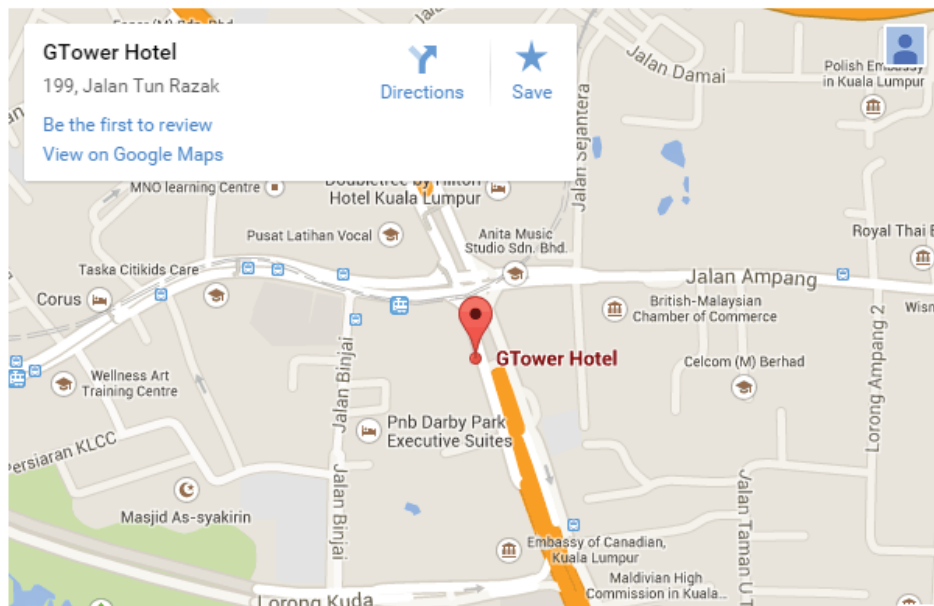 GTower Hotel
199, Jalan Tun Razak
Be the first to review
View on Google Maps
Directions
Save
Jalan Damai
Polish Embassy
in Kuala Lumpur
Jalan Sejantera
MNO learning Centre
Doubletree by Hilton
Hotel Kuala Lumpur
Pusat Latihan Vocal
Anita Music
Studio Sdn. Bhd.
Royal Thai
Taska Citikids Care
Jalan Ampang
Corus
British-Malaysian
Chamber of Commerce
Wisn
Lorong Ampang 2
GTower Hotel
Celcom (M) Berhad
Wellness Art
Training Centre
Jalan Binjai
Pnb Darby Park
Executive Suites
Persiaran KLCC
Jalan Binjai
Masjid As-syakirin
Jalan Taman U T
Embassy of Canadian,
Kuala Lumpur
Maldivian High
Commission in Kuala...
Lorong Kuda